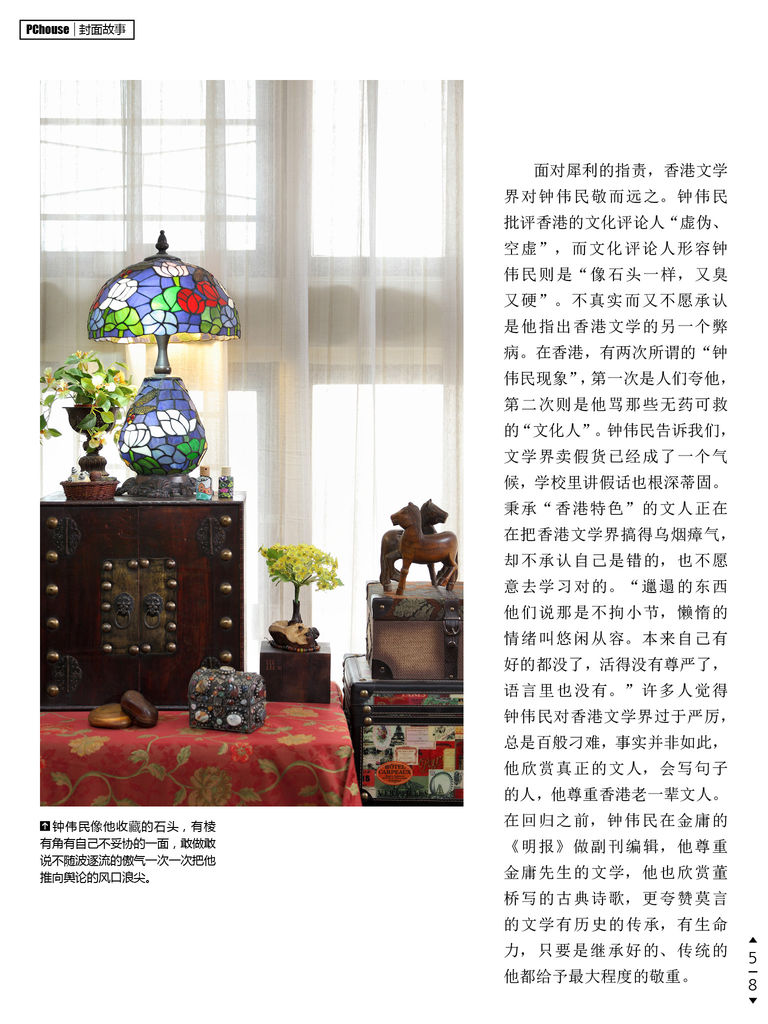 PChouse 封面故事
面对犀利的指责，香港文学
界对钟伟民敬而远之。钟伟民
批评香港的文化评论人“虚伪、
空虚”，而文化评论人形容钟
伟民则是“像石头一样，又臭
又硬”。不真实而又不愿承认
是他指出香港文学的另一个弊
病。在香港，有两次所谓的“钟
伟民现象”，第一次是人们夸他，
第二次则是他骂那些无药可救
的“文化人”。钟伟民告诉我们，
文学界卖假货已经成了一个气
候，学校里讲假话也根深蒂固。
秉承“香港特色”的文人正在
在把香港文学界搞得乌烟瘴气，
却不承认自己是错的，也不愿
意去学习对的。“邋遢的东西
他们说那是不拘小节，懒惰的
情绪叫悠闲从容。本来自己有
好的都没了，活得没有尊严了，
语言里也没有。”许多人觉得
钟伟民对香港文学界过于严厉，
总是百般刁难，事实并非如此，
他欣赏真正的文人，会写句子
的人，他尊重香港老一辈文人。
在回归之前，钟伟民在金庸的
《明报》做副刊编辑，他尊重
金庸先生的文学，他也欣赏董
桥写的古典诗歌，更夸赞莫言
的文学有历史的传承，有生命
力，只要是继承好的、传统的
他都给予最大程度的敬重。
HOTEL
CARPEAUX
钟伟民像他收藏的石头，有棱
有角有自己不妥协的一面，敢做敢
说不随波逐流的傲气一次一次把他
推向舆论的风口浪尖。
5
8